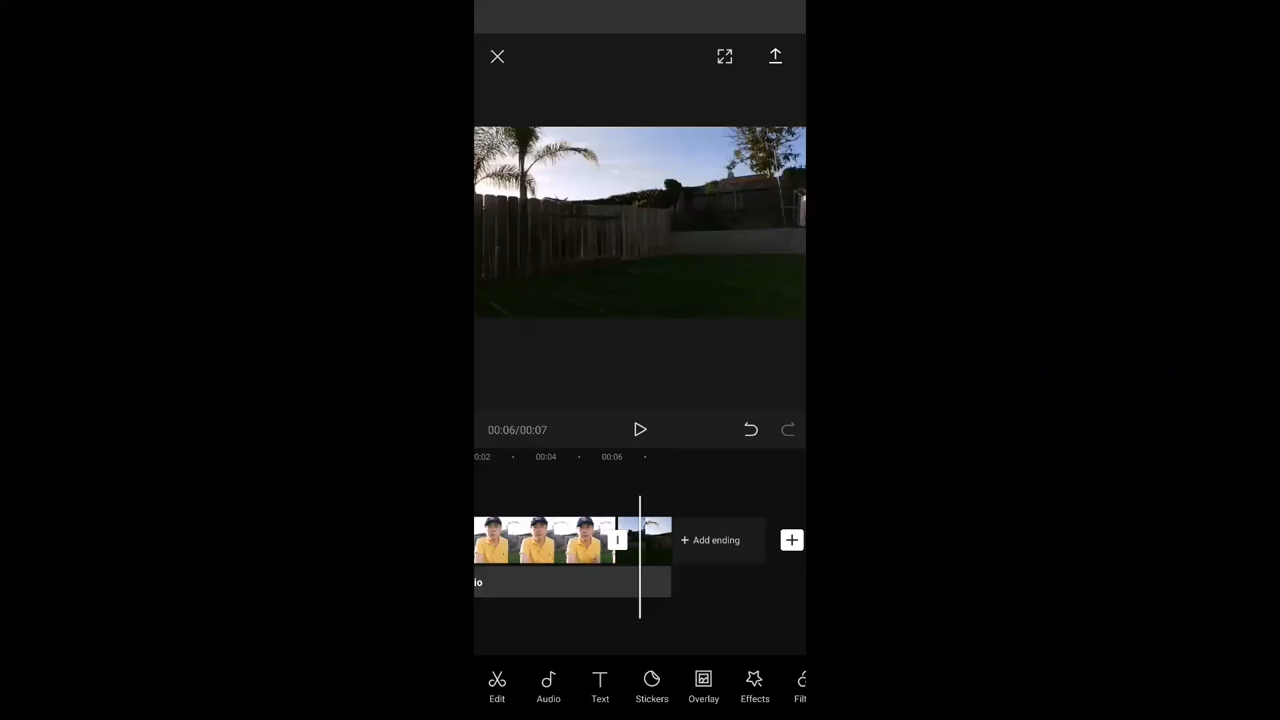 00:06/00:07
0:02 00:04 00:06
+ Add ending
io
Edit Audio Text Stickers Overlay Effects Filt